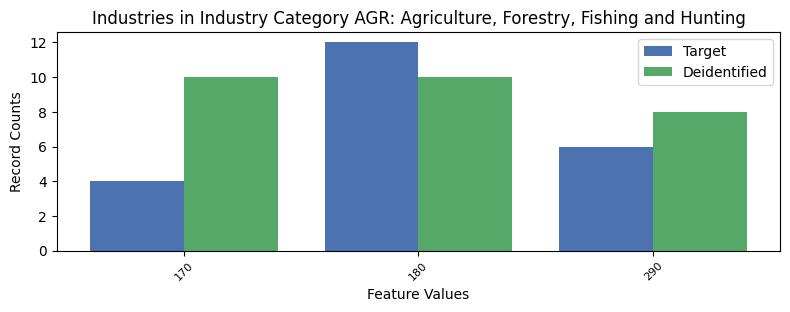 Industries in Industry Category AGR: Agriculture, Forestry, Fishing and Hunting
Target
Deidentified
Record Counts
12
10
8
6
4
2
0
170
180
290
Feature Values